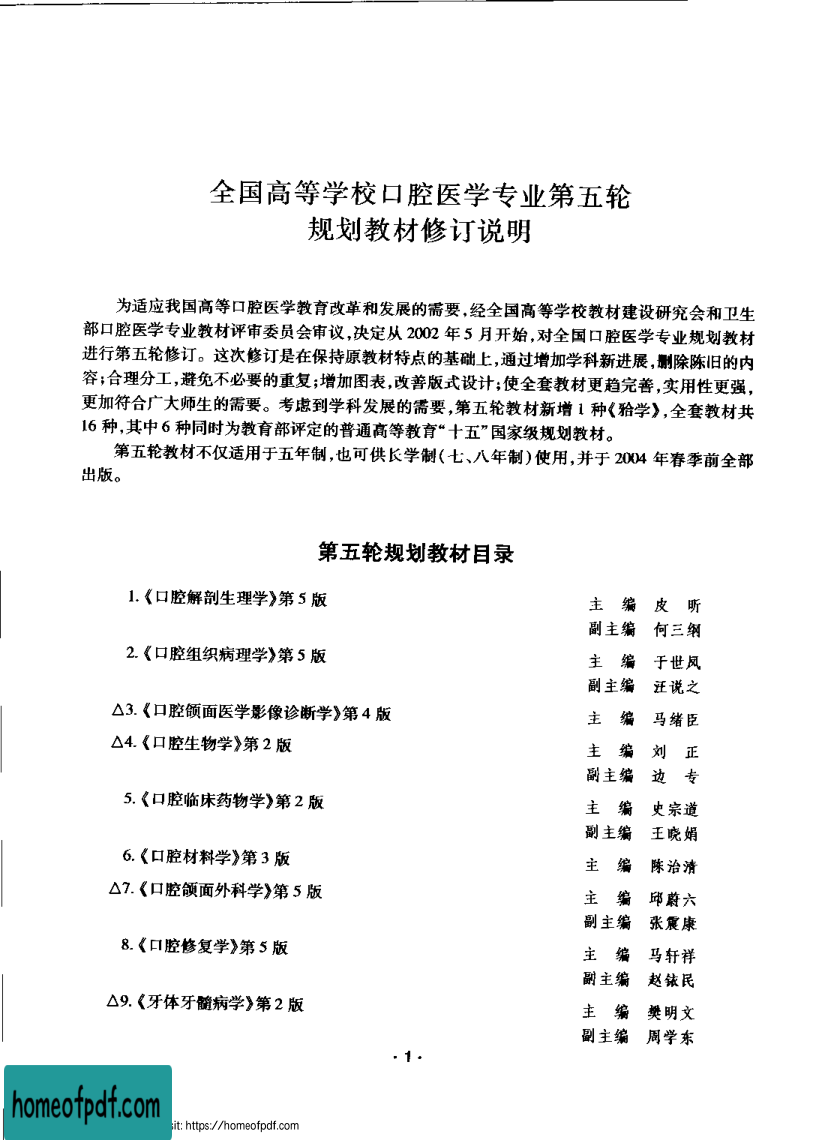 全国高等学校口腔医学专业第五轮
规划教材修订说明
为适应我国高等口腔医学教育改革和发展的需要,经全国高等学校教材建设研究会和卫生
部口腔医学专业教材评审委员会审议,决定从 2002 年 5 月开始,对全国口腔医学专业规划教材
进行第五轮修订。这次修订是在保持原教材特点的基础上,通过增加学科新进展,删除陈旧的内
容;合理分工,避免不必要的重复;增加图表,改善版式设计;使全套教材更趋完善,实用性更强,
更加符合广大师生的需要。考虑到学科发展的需要,第五轮教材新增 1 种《𬌗学》,全套教材共
16 种,其中 6 种同时为教育部评定的普通高等教育“十五”国家级规划教材。
第五轮教材不仅适用于五年制,也可供长学制(七、八年制)使用,并于 2004 年春季前全部
出版。
第五轮规划教材目录
1.《口腔解剖生理学》第 5 版
主 编 皮 昕
副主编 何三纲
2.《口腔组织病理学》第 5 版
主 编 于世凤
副主编 汪说之
△3.《口腔颌面医学影像诊断学》第 4 版
主 编 马绪臣
△4.《口腔生物学》第 2 版
主 编 刘 正
副主编 边 专
5.《口腔临床药物学》第 2 版
主 编 史宗道
副主编 王晓娟
6.《口腔材料学》第 3 版
主 编 陈治清
△7.《口腔颌面外科学》第 5 版
主 编 邱蔚六
副主编 张震康
8.《口腔修复学》第 5 版
主 编 马轩祥
副主编 赵铱民
△9.《牙体牙髓病学》第 2 版
主 编 樊明文
副主编 周学东
·1·
homeofpdf.com
sit: https://homeofpdf.com